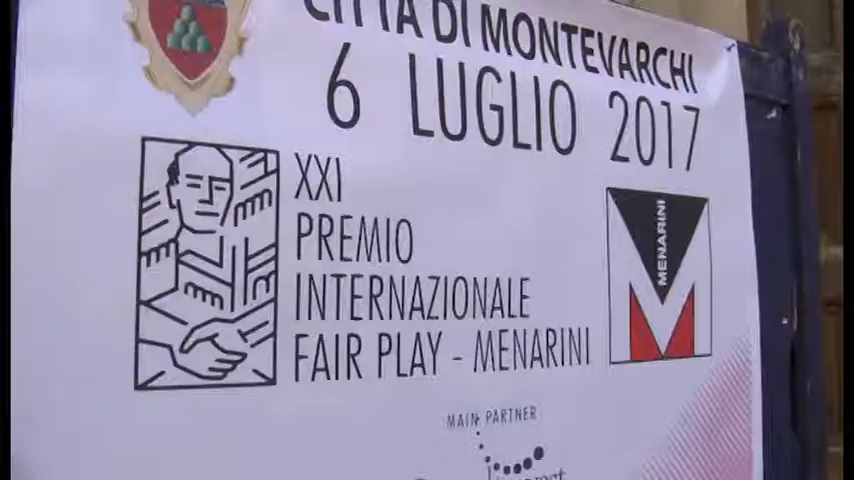 CITTÀ DI MONTEVARCHI
6 LUGLIO 2017
XXI
PREMIO
INTERNAZIONALE
FAIR PLAY - MENARINI
MENARINI
MAIN PARTNER